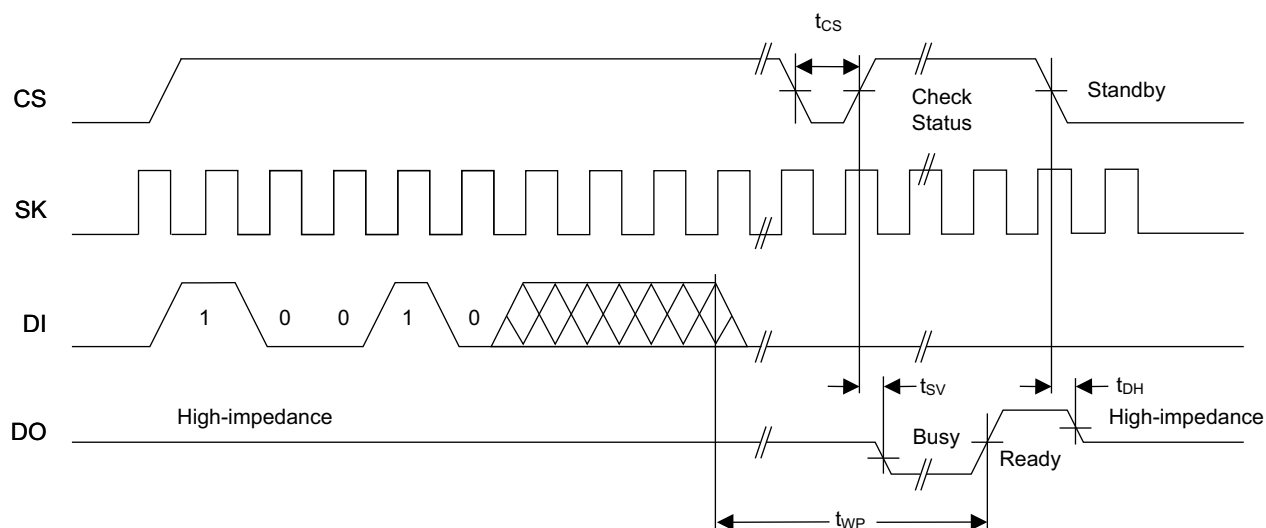 tCS
CS
Check
Status
Standby
SK
DI
1 0 0 1 0
tSV
tDH
DO
High-impedance
Busy
Ready
High-impedance
tWP